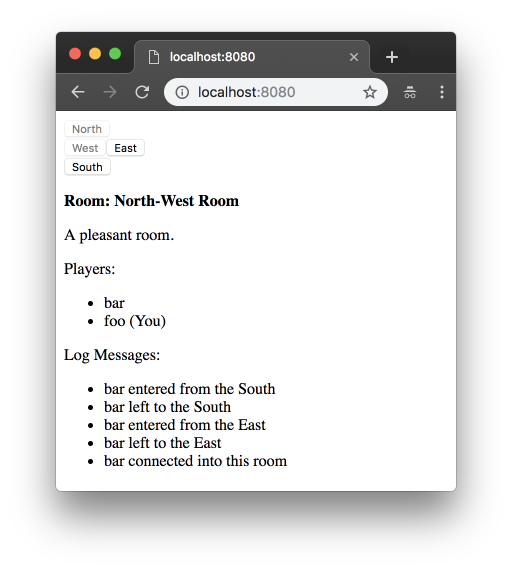 localhost:8080
localhost:8080
North
West East
South
Room: North-West Room
A pleasant room.
Players:
bar
foo (You)
Log Messages:
bar entered from the South
bar left to the South
bar entered from the East
bar left to the East
bar connected into this room